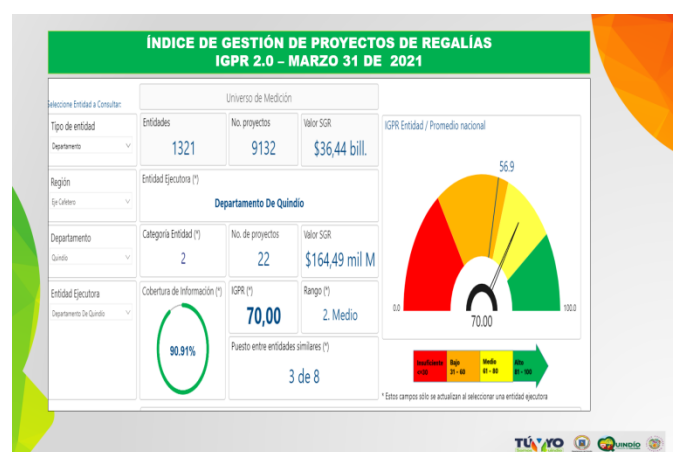 ÍNDICE DE GESTIÓN DE PROYECTOS DE REGALÍAS
IGPR 2.0 – MARZO 31 DE 2021
Seleccione Entidad a Consultar:
Universo de Medición
Tipo de entidad
Departamento
Entidades
1321
No. proyectos
9132
Valor SGR
$36,44 bill.
IGPR Entidad / Promedio nacional
56.9
0.0
100.0
70.00
Región
Eje Cafetero
Entidad Ejecutora (*)
Departamento De Quindío
Departamento
Quindío
Categoría Entidad (*)
2
No. de proyectos
22
Valor SGR
$164,49 mil M
Entidad Ejecutora
Departamento De Quindío
Cobertura de Información (*)
90.91%
IGPR (*)
70,00
Rango (*)
2. Medio
Puesto entre entidades similares (*)
3 de 8
Bajo
31 - 60
Medio
61 - 80
Alto
81 - 100
* Estos campos sólo se actualizan al seleccionar una entidad ejecutora
TÚ Y YO
QUINDÍO